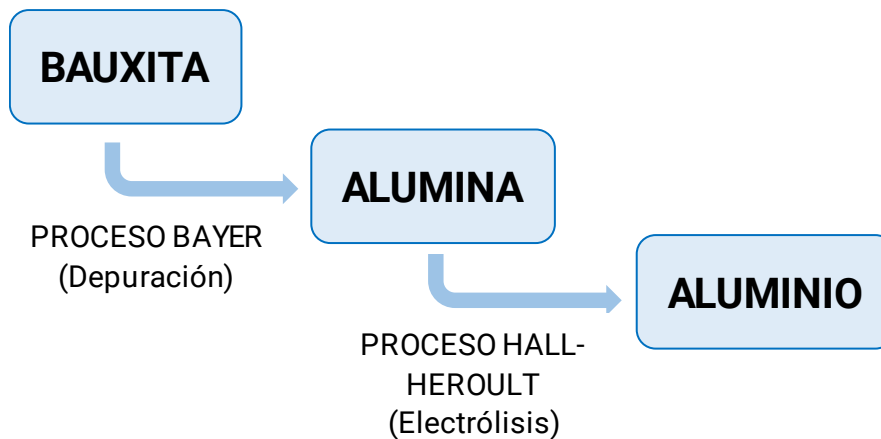 BAUXITA
PROCESO BAYER
(Depuración)
ALUMINA
PROCESO HALL-
HEROULT
(Electrólisis)
ALUMINIO